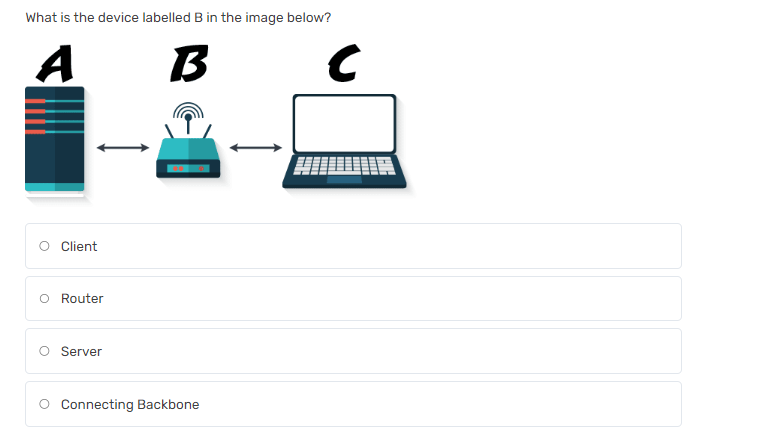 What is the device labelled B in the image below?
A B C
Client
Router
Server
Connecting Backbone